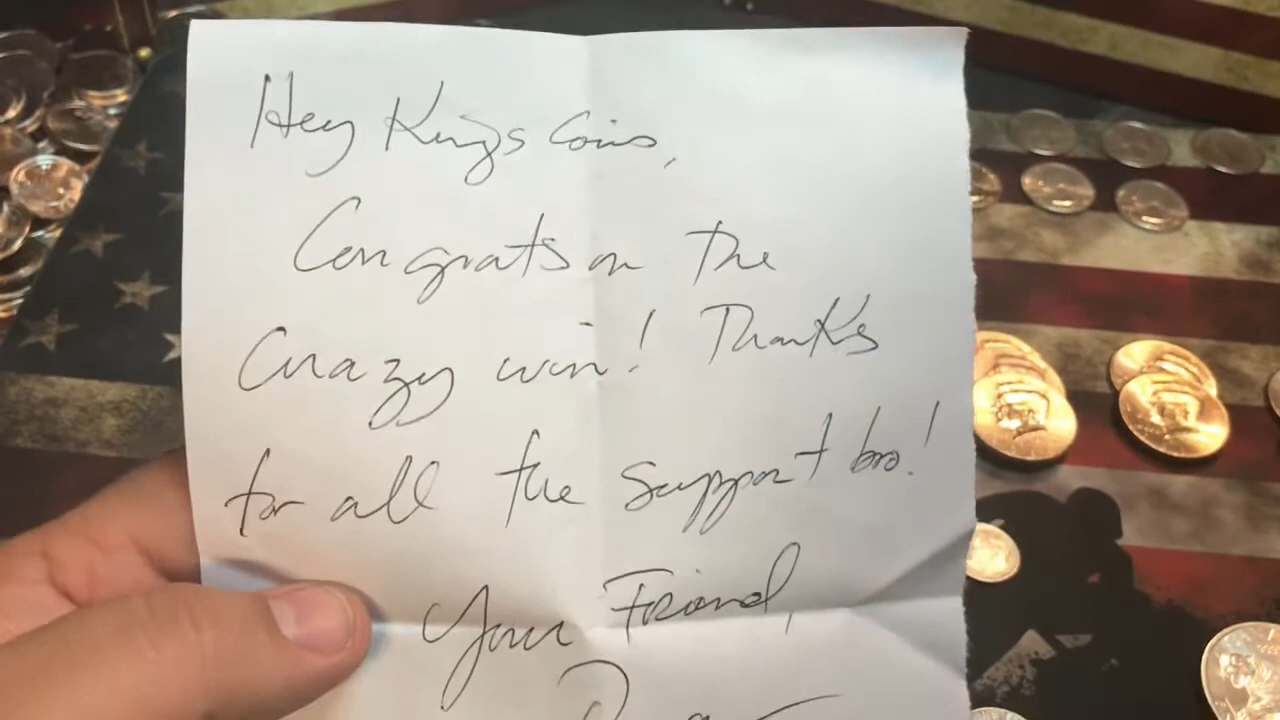 Hey Kings Coins,
Congrats on the
Crazy win! Thanks
for all the support bro!
Your Friend,